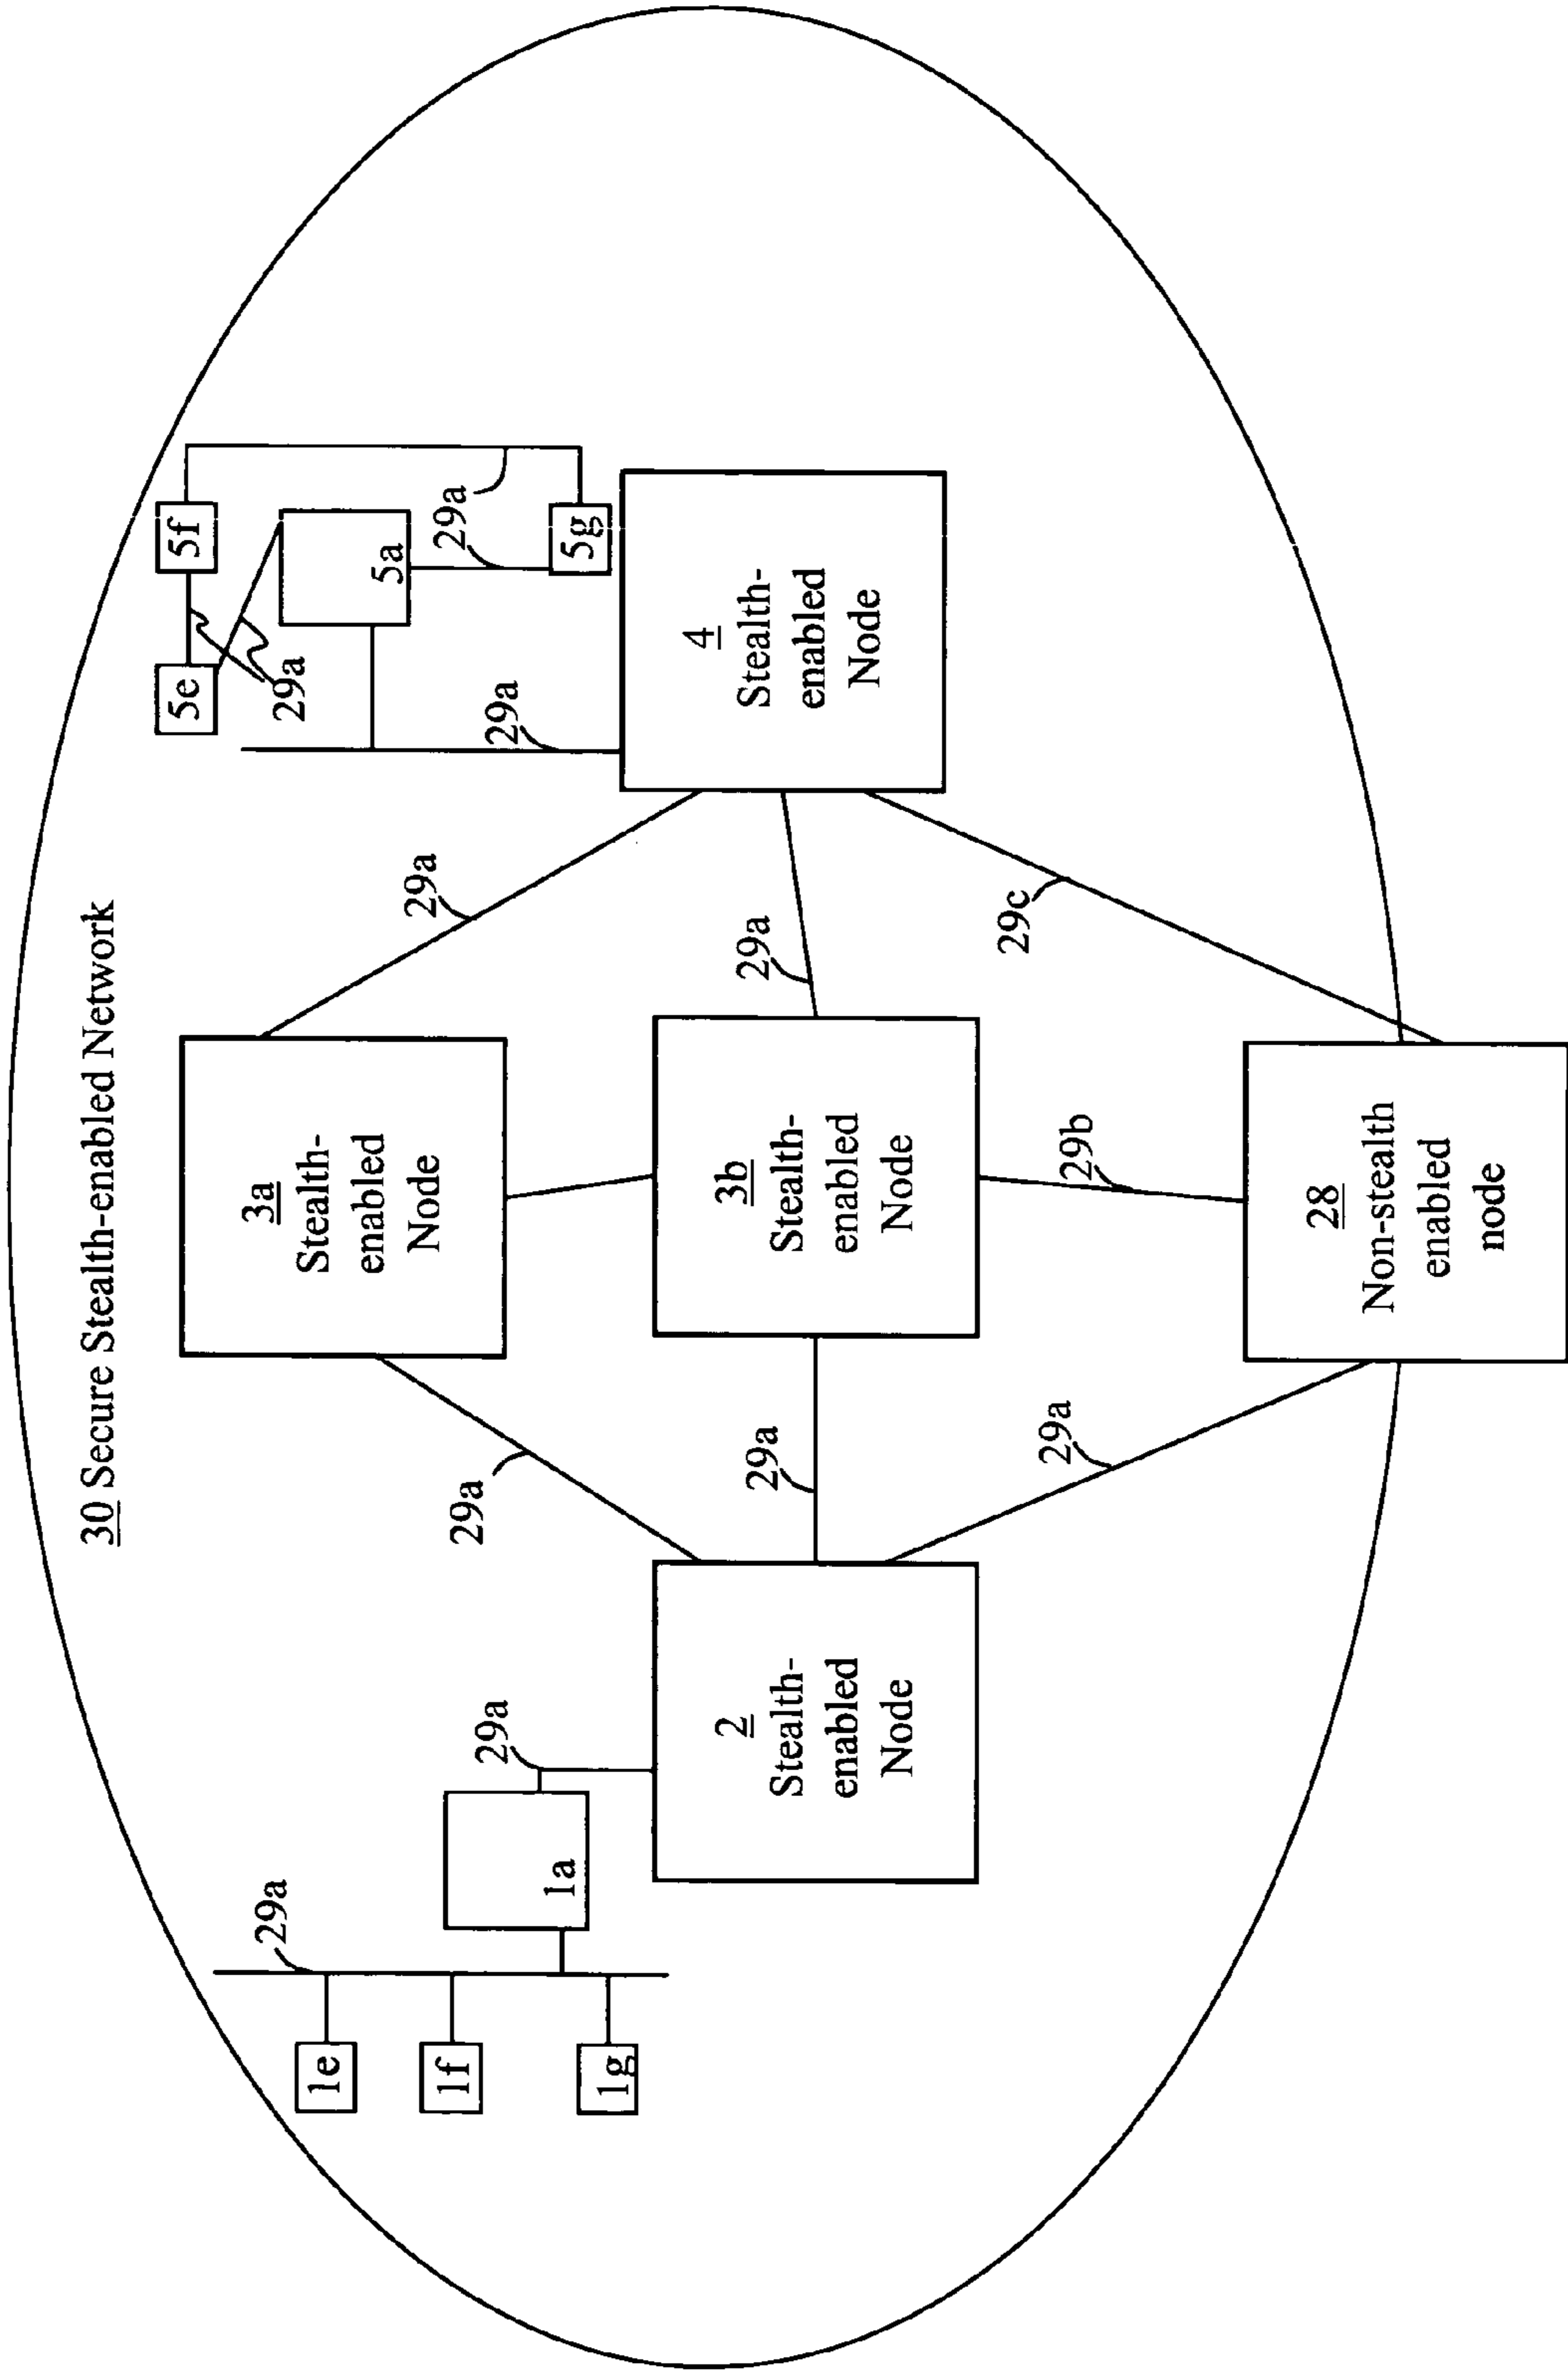 30 Secure Stealth-enabled Network
29a
1e
1f
1g
1a
29a
2
Stealth-
enabled
Node
29a
29a
29a
3a
Stealth-
enabled
Node
3b
Stealth-
enabled
Node
29b
28
Non-stealth
enabled
node
29a
29a
29c
5e
5f
29a
5a
29a
29a
5g
29a
4
Stealth-
enabled
Node